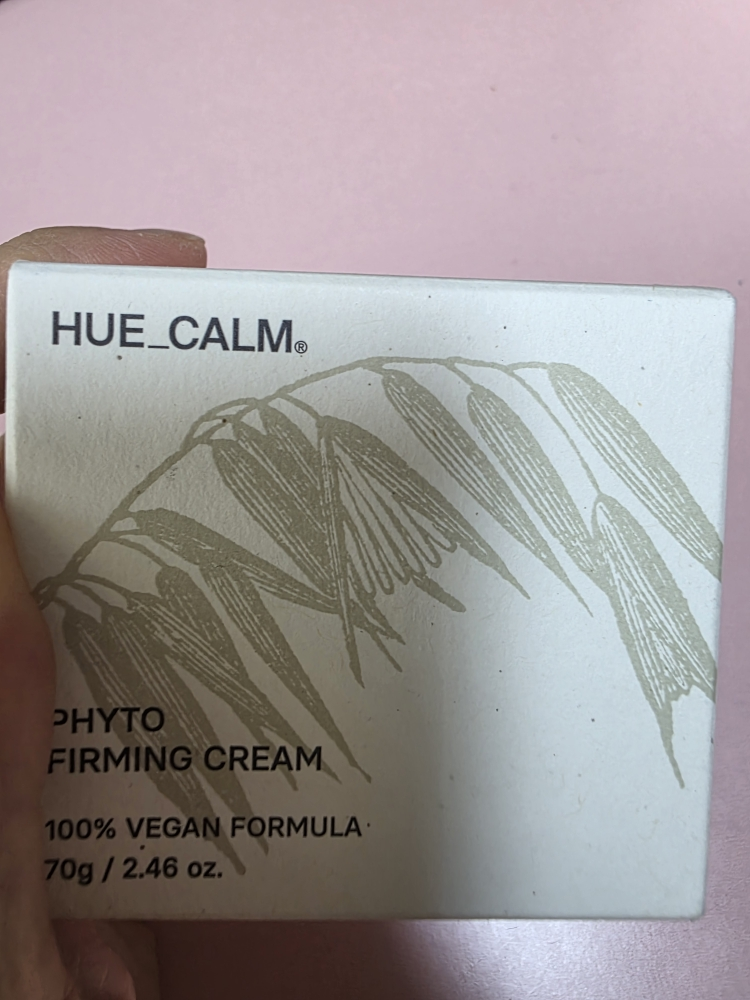 HUE_CALM®
PHYTO
FIRMING CREAM
100% VEGAN FORMULA
70g / 2.46 oz.